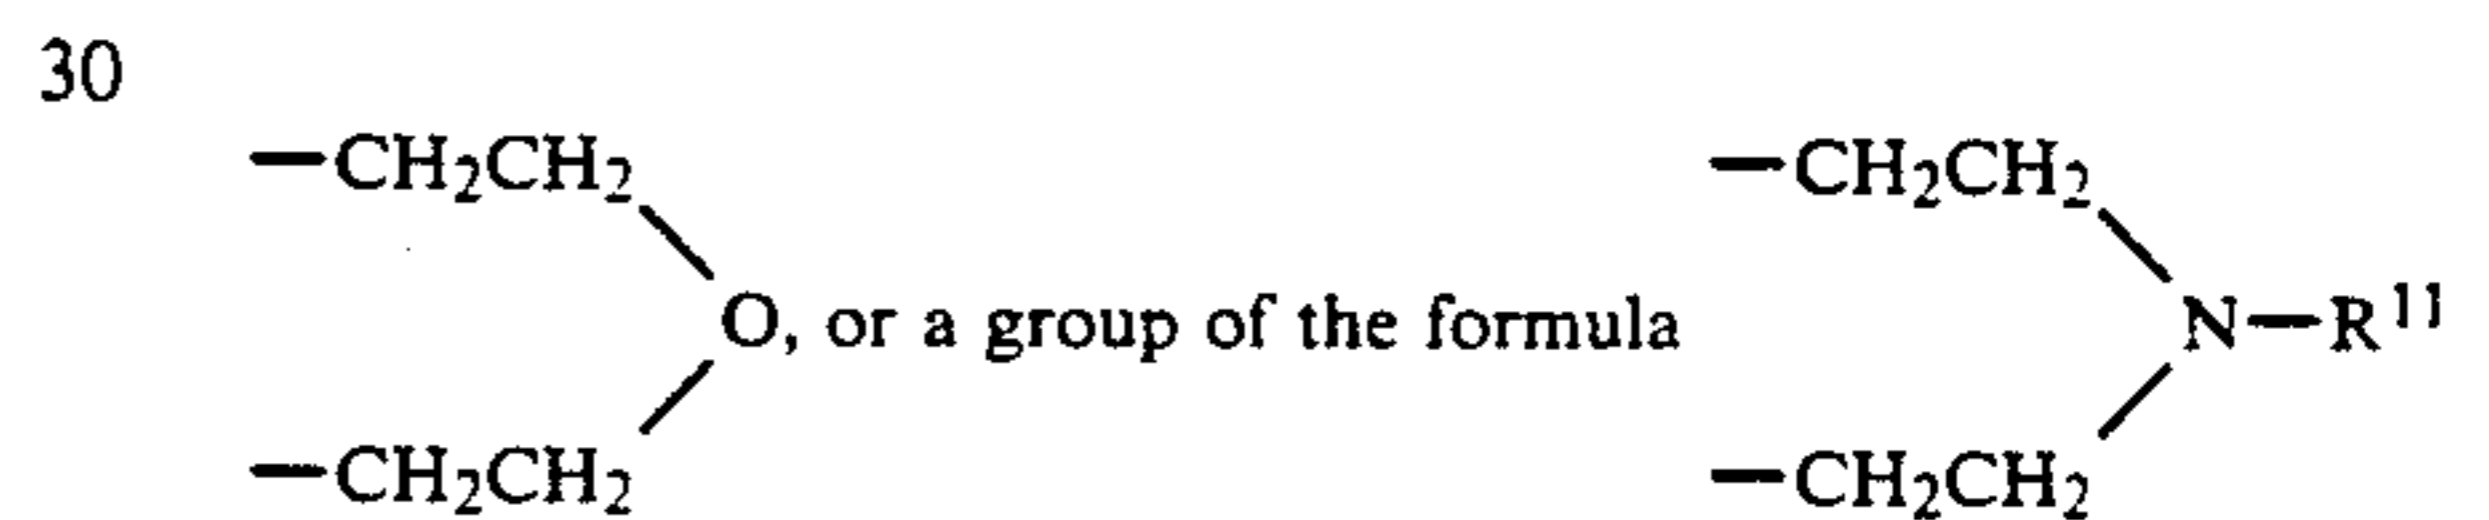 30
—CH₂CH₂ —CH₂CH₂
O, or a group of the formula N—R¹¹
—CH₂CH₂ —CH₂CH₂